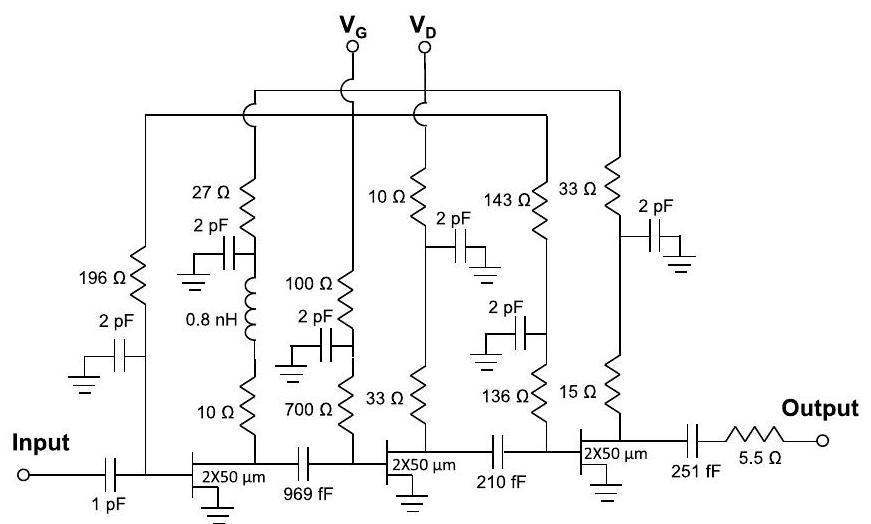 V_G V_D
27 Ω
10 Ω
143 Ω
33 Ω
2 pF
2 pF
2 pF
196 Ω
100 Ω
0.8 nH
2 pF
2 pF
2 pF
10 Ω
700 Ω
33 Ω
136 Ω
15 Ω
Output
Input
2X50 µm
2X50 µm
2X50 µm
5.5 Ω
1 pF
969 fF
210 fF
251 fF